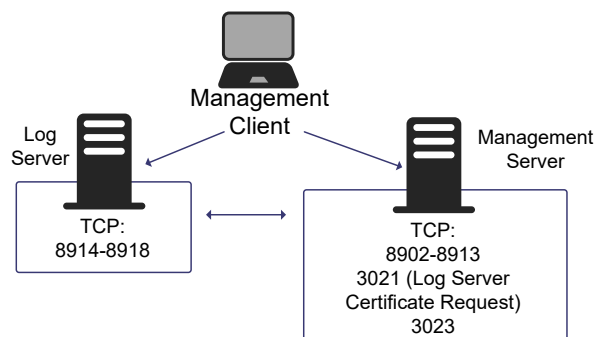 Management
Client
Log
Server
Management
Server
TCP:
8914-8918
TCP:
8902-8913
3021 (Log Server
Certificate Request)
3023